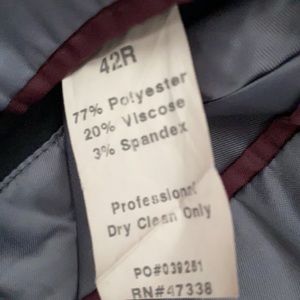 42R
77% Polyester
20% Viscose
3% Spandex
Professional
Dry Clean Only
PO#039281
RN#47338